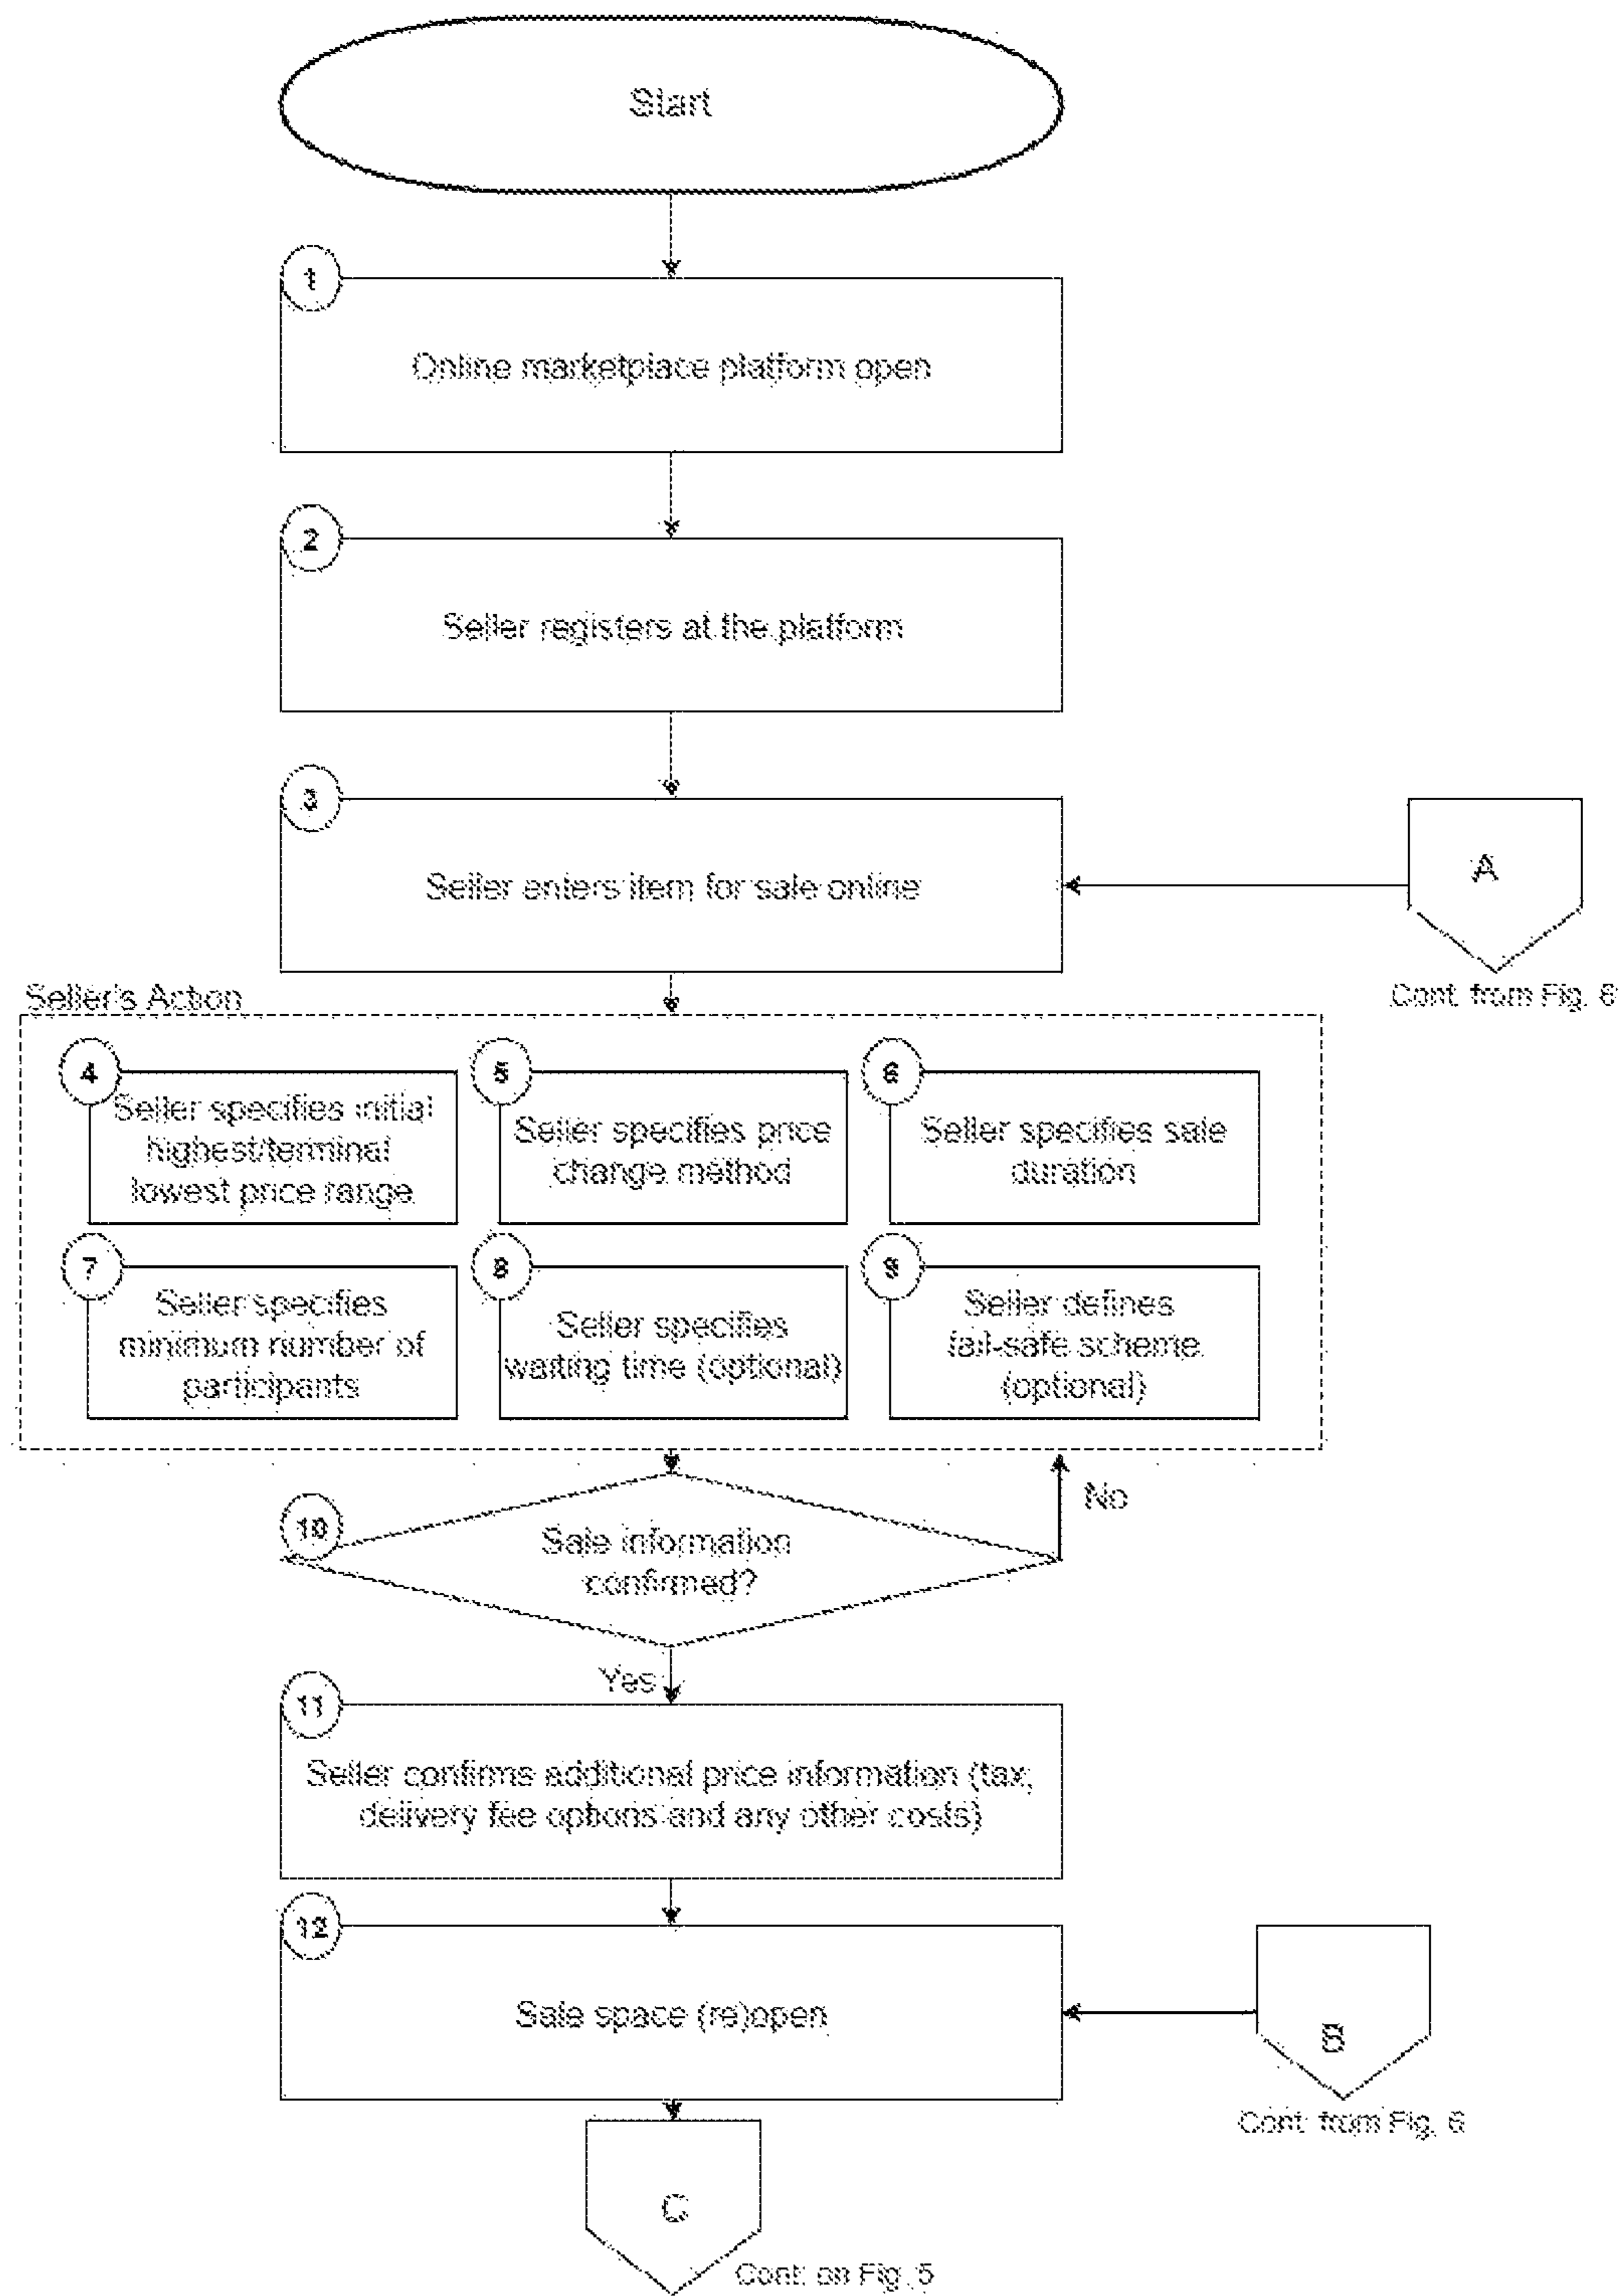 Start
1
Online marketplace platform open
2
Seller registers at the platform
3
Seller enters item for sale online
A
Cont. from Fig. 6
Seller's Action
4
Seller specifies initial
highest/terminal
lowest price range
5
Seller specifies price
change method
6
Seller specifies sale
duration
7
Seller specifies
minimum number of
participants
8
Seller specifies
waiting time (optional)
9
Seller defines
fail-safe scheme
(optional)
10
Sale information
confirmed?
No
Yes
11
Seller confirms additional price information (tax,
delivery fee options and any other costs)
12
Sale space (re)open
B
Cont. from Fig. 6
C
Cont. on Fig. 5